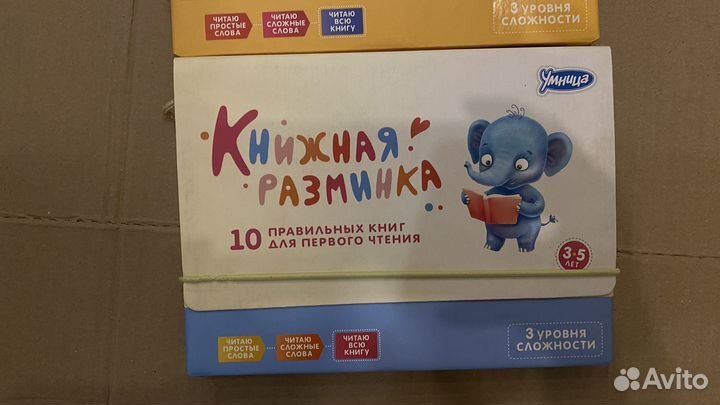 ЧИТАЮ ПРОСТЫЕ СЛОВА
ЧИТАЮ СЛОЖНЫЕ СЛОВА
ЧИТАЮ ВСЮ КНИГУ
3 УРОВНЯ
СЛОЖНОСТИ
УМНИЦА
КНИЖНАЯ
РАЗМИНКА
10 ПРАВИЛЬНЫХ КНИГ
ДЛЯ ПЕРВОГО ЧТЕНИЯ
3-5
ЛЕТ
ЧИТАЮ
ПРОСТЫЕ
СЛОВА
ЧИТАЮ
СЛОЖНЫЕ
СЛОВА
ЧИТАЮ
ВСЮ
КНИГУ
3 УРОВНЯ
СЛОЖНОСТИ
Avito